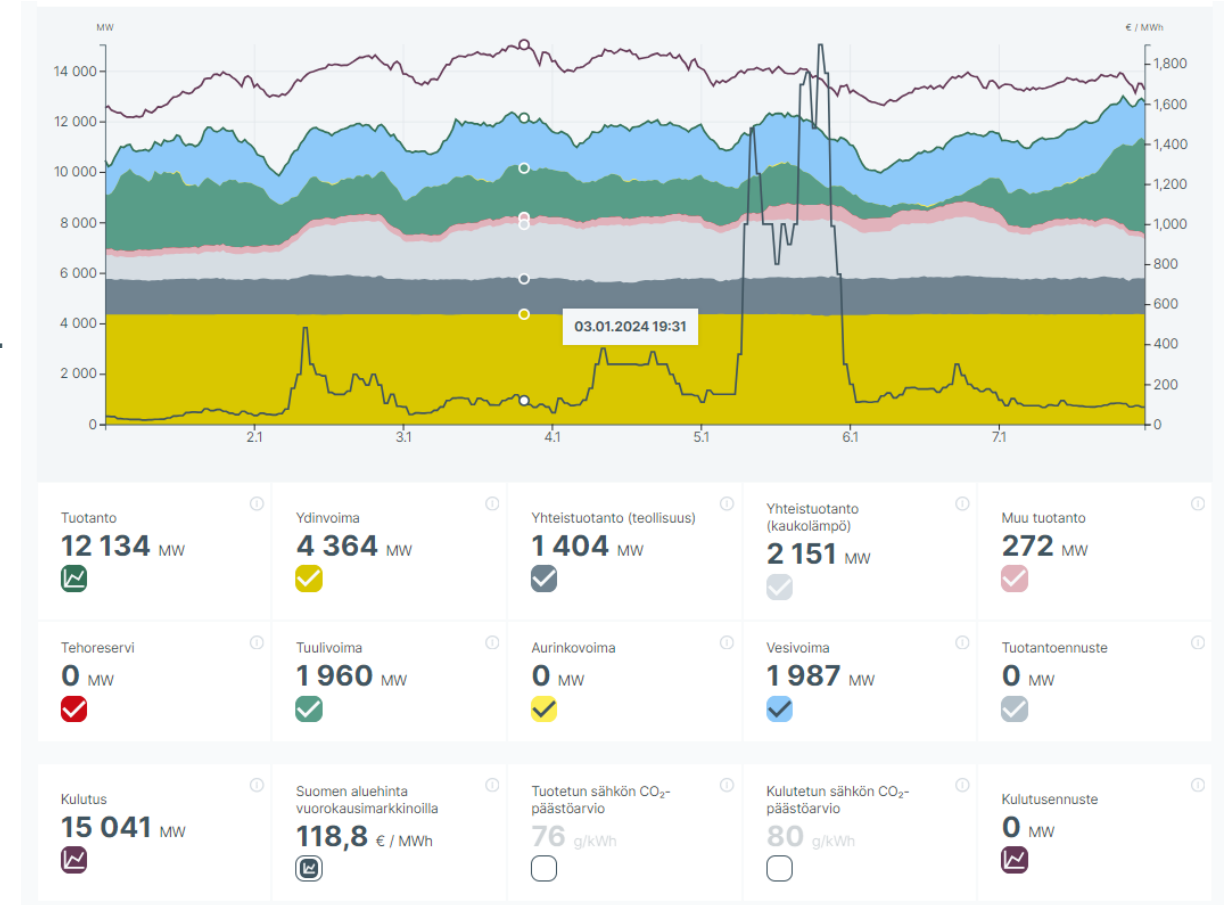 MW
€ / MWh
14 000
12 000
10 000
8 000
6 000
4 000
2 000
0
1,800
1,600
1,400
1,200
1,000
800
600
400
200
0
03.01.2024 19:31
2.1
3.1
4.1
5.1
6.1
7.1
Tuotanto
12 134 MW
Ydinvoima
4 364 MW
Yhteistuotanto (teollisuus)
1 404 MW
Yhteistuotanto
(kaukolämpö)
2 151 MW
Muu tuotanto
272 MW
Tehoreservi
0 MW
Tuulivoima
1 960 MW
Aurinkovoima
0 MW
Vesivoima
1 987 MW
Tuotantoennuste
0 MW
Kulutus
15 041 MW
Suomen aluehinta
vuorokausimarkkinoilla
118,8 € / MWh
Tuotetun sähkön CO₂-
päästöarvio
76 g/kWh
Kulutetun sähkön CO₂-
päästöarvio
80 g/kWh
Kulutusennuste
0 MW